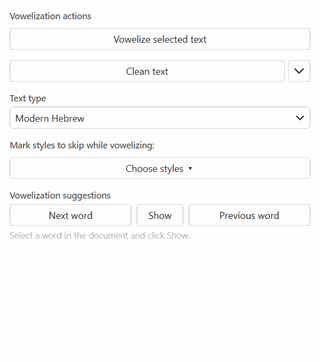 Vowelization actions
Vowelize selected text
Clean text
Text type
Modern Hebrew
Mark styles to skip while vowelizing:
Choose styles
Vowelization suggestions
Next word Show Previous word
Select a word in the document and click Show.